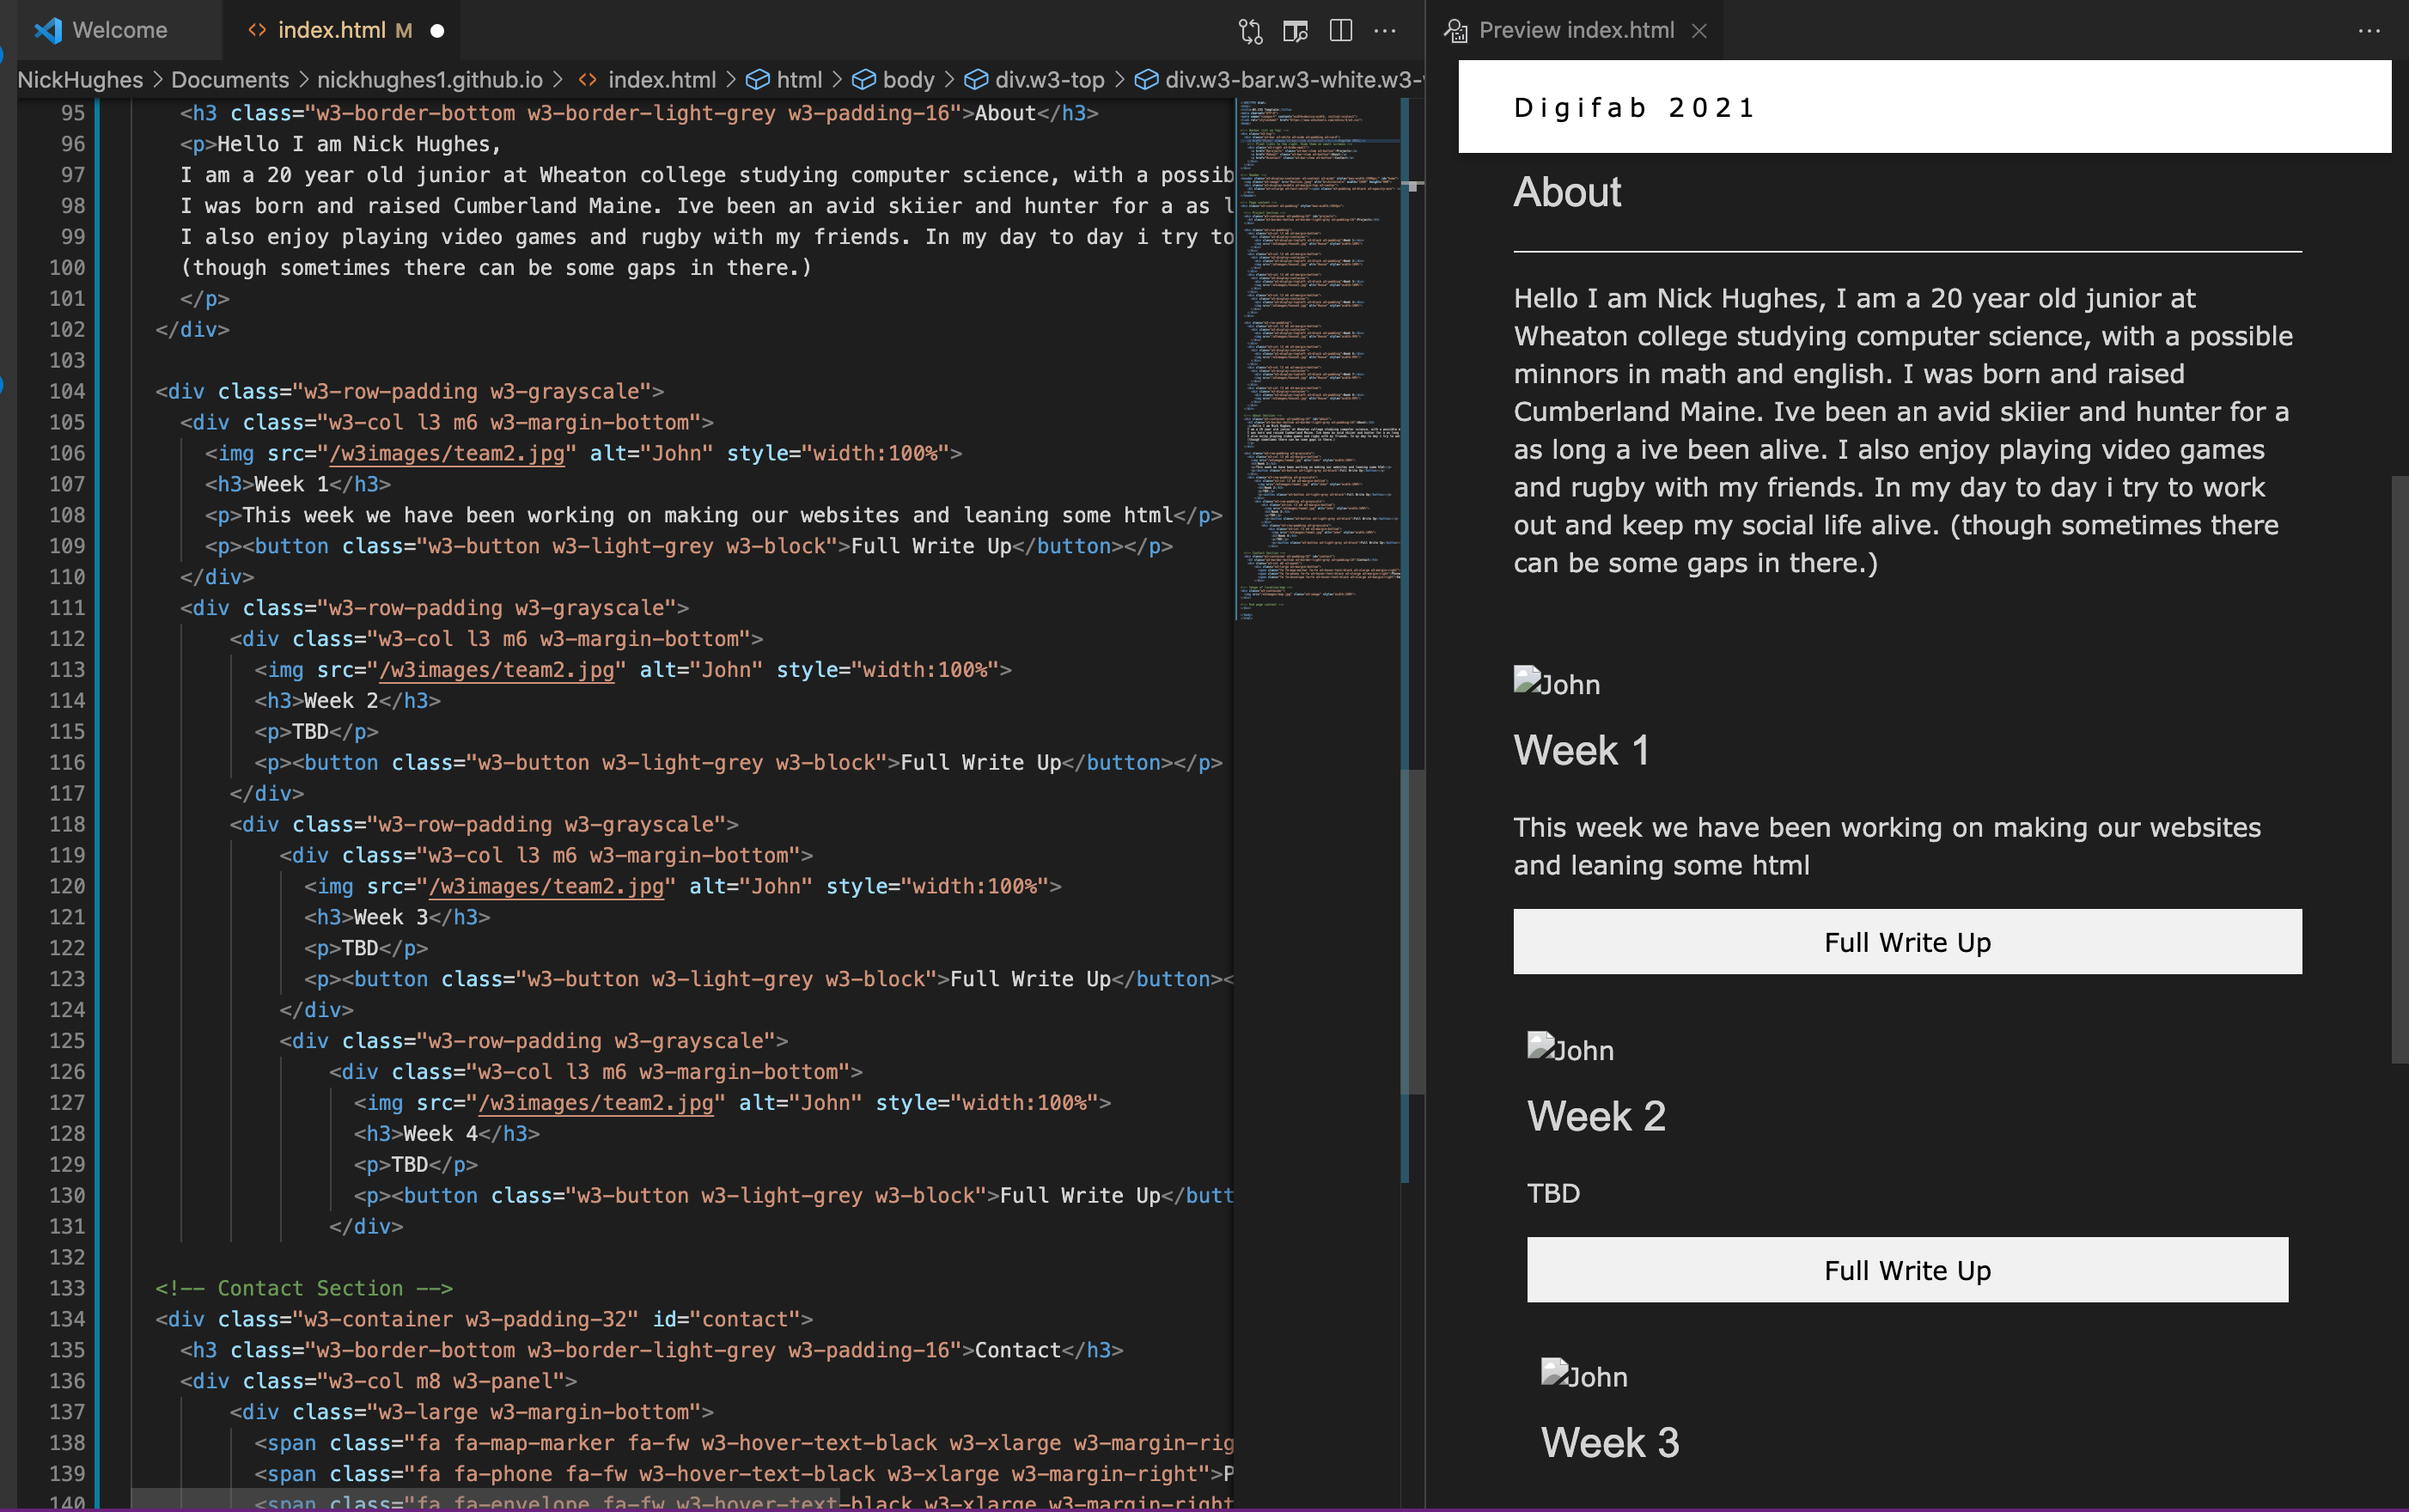 Welcome
index.html M
Preview index.html
NickHughes > Documents > nickhughes1.github.io > index.html > html > body > div.w3-top > div.w3-bar.w3-white.w3-
95 <h3 class="w3-border-bottom w3-border-light-grey w3-padding-16">About</h3>
96 <p>Hello I am Nick Hughes,
97 I am a 20 year old junior at Wheaton college studying computer science, with a possib
98 I was born and raised Cumberland Maine. Ive been an avid skiier and hunter for a as l
99 I also enjoy playing video games and rugby with my friends. In my day to day i try to
100 (though sometimes there can be some gaps in there.)
101 </p>
102 </div>
103
104 <div class="w3-row-padding w3-grayscale">
105 <div class="w3-col l3 m6 w3-margin-bottom">
106 <img src="/w3images/team2.jpg" alt="John" style="width:100%">
107 <h3>Week 1</h3>
108 <p>This week we have been working on making our websites and leaning some html</p>
109 <p><button class="w3-button w3-light-grey w3-block">Full Write Up</button></p>
110 </div>
111 <div class="w3-row-padding w3-grayscale">
112 <div class="w3-col l3 m6 w3-margin-bottom">
113 <img src="/w3images/team2.jpg" alt="John" style="width:100%">
114 <h3>Week 2</h3>
115 <p>TBD</p>
116 <p><button class="w3-button w3-light-grey w3-block">Full Write Up</button></p>
117 </div>
118 <div class="w3-row-padding w3-grayscale">
119 <div class="w3-col l3 m6 w3-margin-bottom">
120 <img src="/w3images/team2.jpg" alt="John" style="width:100%">
121 <h3>Week 3</h3>
122 <p>TBD</p>
123 <p><button class="w3-button w3-light-grey w3-block">Full Write Up</button><
124 </div>
125 <div class="w3-row-padding w3-grayscale">
126 <div class="w3-col l3 m6 w3-margin-bottom">
127 <img src="/w3images/team2.jpg" alt="John" style="width:100%">
128 <h3>Week 4</h3>
129 <p>TBD</p>
130 <p><button class="w3-button w3-light-grey w3-block">Full Write Up</butt
131 </div>
132
133 <!-- Contact Section -->
134 <div class="w3-container w3-padding-32" id="contact">
135 <h3 class="w3-border-bottom w3-border-light-grey w3-padding-16">Contact</h3>
136 <div class="w3-col m8 w3-panel">
137 <div class="w3-large w3-margin-bottom">
138 <span class="fa fa-map-marker fa-fw w3-hover-text-black w3-xlarge w3-margin-rig
139 <span class="fa fa-phone fa-fw w3-hover-text-black w3-xlarge w3-margin-right">P
140 <span class="fa fa-envelope fa-fw w3-hover-text-black w3-xlarge w3-margin-right
Digifab 2021
About
Hello I am Nick Hughes, I am a 20 year old junior at
Wheaton college studying computer science, with a possible
minnors in math and english. I was born and raised
Cumberland Maine. Ive been an avid skiier and hunter for a
as long a ive been alive. I also enjoy playing video games
and rugby with my friends. In my day to day i try to work
out and keep my social life alive. (though sometimes there
can be some gaps in there.)
John
Week 1
This week we have been working on making our websites
and leaning some html
Full Write Up
John
Week 2
TBD
Full Write Up
John
Week 3